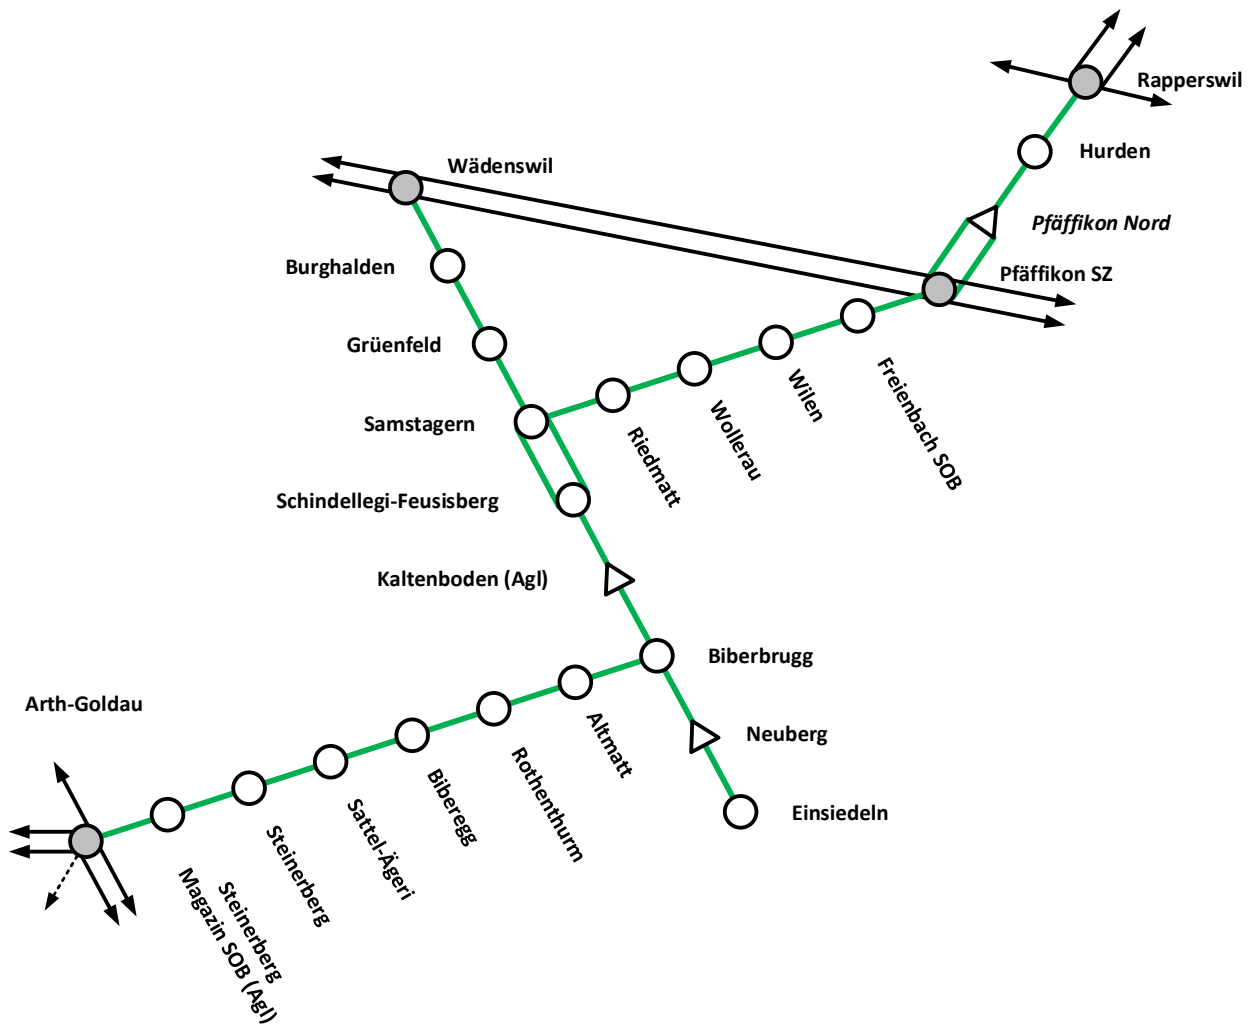 Rapperswil
Hurden
Wädenswil
Pfäffikon Nord
Burghalden
Pfäffikon SZ
Grüenfeld
Samstagern
Riedmatt
Wollerau
Wilen
Freienbach SOB
Schindellegi-Feusisberg
Kaltenboden (Agl)
Biberbrugg
Arth-Goldau
Neuberg
Altmatt
Rothenthurm
Biberegg
Sattel-Ägeri
Steinerberg
Einsiedeln
Steinerberg
Magazin SOB (Agl)